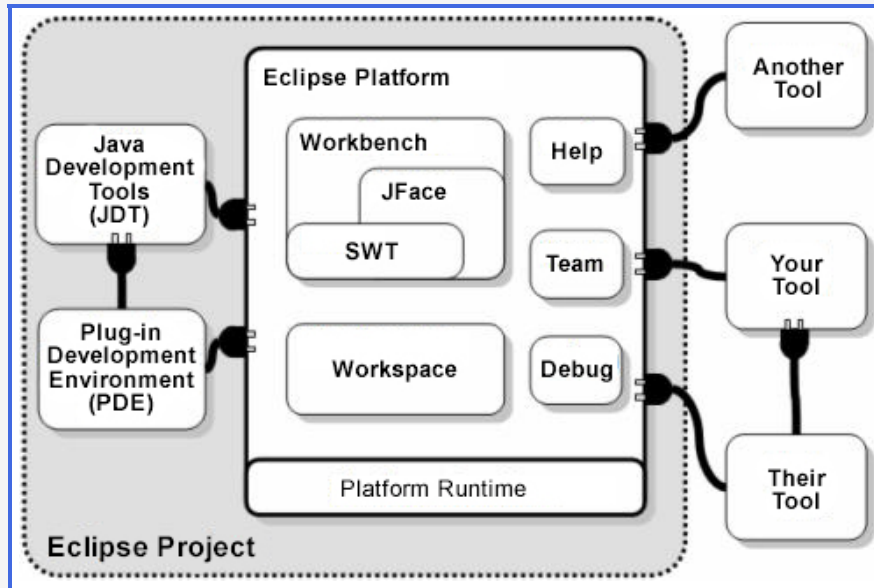 Eclipse Platform
Another
Tool
Java
Development
Tools
(JDT)
Workbench
JFace
SWT
Help
Team
Your
Tool
Plug-in
Development
Environment
(PDE)
Workspace
Debug
Their
Tool
Platform Runtime
Eclipse Project